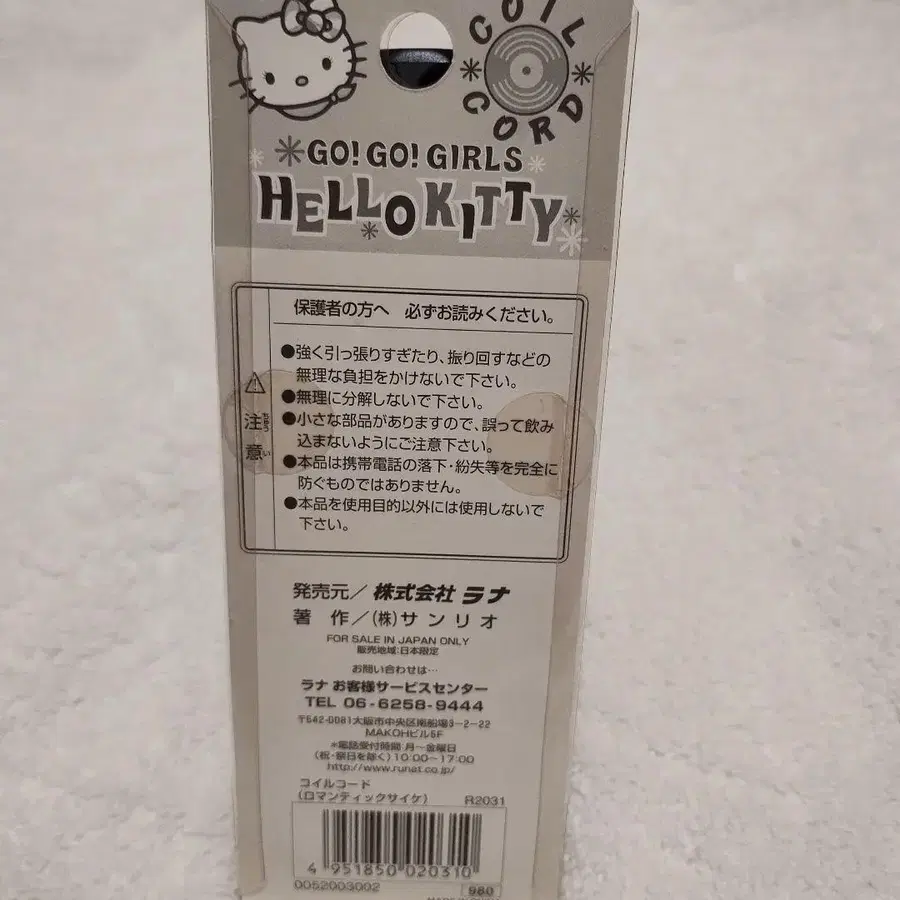 COIL CORD
GO! GO! GIRLS
HELLO KITTY
保護者の方へ 必ずお読みください。
注意
ちゅうい
●強く引っ張りすぎたり、振り回すなどの
無理な負担をかけないで下さい。
●無理に分解しないで下さい。
●小さな部品がありますので、誤って飲み
込まないようにご注意下さい。
●本品は携帯電話の落下・紛失等を完全に
防ぐものではありません。
●本品を使用目的以外には使用しないで
下さい。
発売元/株式会社 ラナ
著 作/(株)サンリオ
FOR SALE IN JAPAN ONLY
販売地域:日本限定
お問い合わせは…
ラナ お客様サービスセンター
TEL 06-6258-9444
〒542-0081大阪市中央区南船場3-2-22
MAKOHビル5F
*電話受付時間 月～金曜日
(祝・祭日を除く)10:00～17:00
http://www.runat.co.jp/
コイルコード
(ロマンティックサイケ) R2031
4 951850 020310
0052003002 980